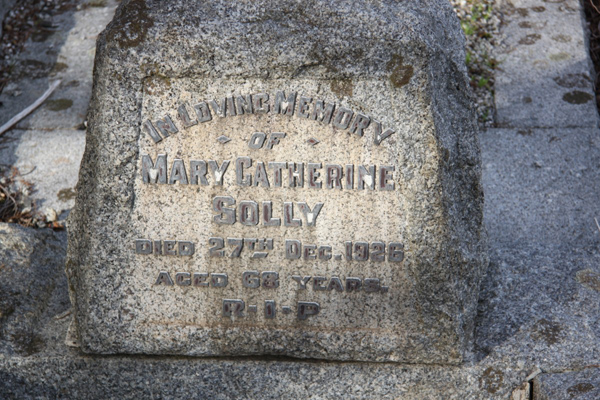 IN LOVING MEMORY
OF
MARY CATHERINE
SOLLY
DIED 27TH DEC. 1926
AGED 68 YEARS.
R-I-P